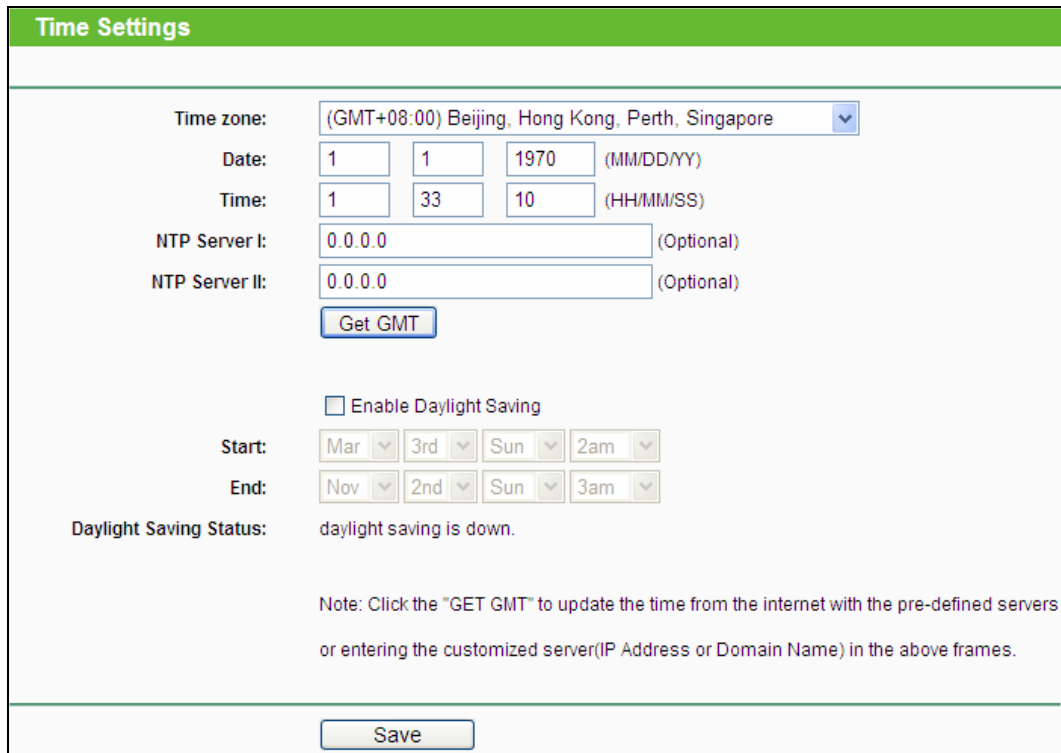 Time Settings
Time zone: (GMT+08:00) Beijing, Hong Kong, Perth, Singapore
Date: 1 1 1970 (MM/DD/YY)
Time: 1 33 10 (HH/MM/SS)
NTP Server I: 0.0.0.0 (Optional)
NTP Server II: 0.0.0.0 (Optional)
Get GMT
Enable Daylight Saving
Start: Mar 3rd Sun 2am
End: Nov 2nd Sun 3am
Daylight Saving Status: daylight saving is down.
Note: Click the "GET GMT" to update the time from the internet with the pre-defined servers
or entering the customized server(IP Address or Domain Name) in the above frames.
Save